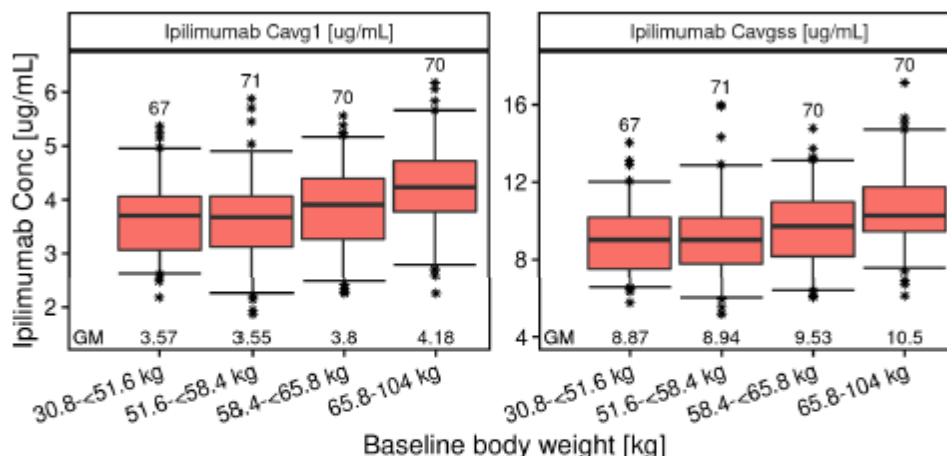 Ipilimumab Cavg1 [ug/mL]
Ipilimumab Cavgss [ug/mL]
Ipilimumab Conc [ug/mL]
6
5
4
3
2
67
71
70
70
GM
3.57
3.55
3.8
4.18
30.8-<51.6 kg
51.6-<58.4 kg
58.4-<65.8 kg
65.8-104 kg
16
12
8
4
67
71
70
70
GM
8.87
8.94
9.53
10.5
30.8-<51.6 kg
51.6-<58.4 kg
58.4-<65.8 kg
65.8-104 kg
Baseline body weight [kg]